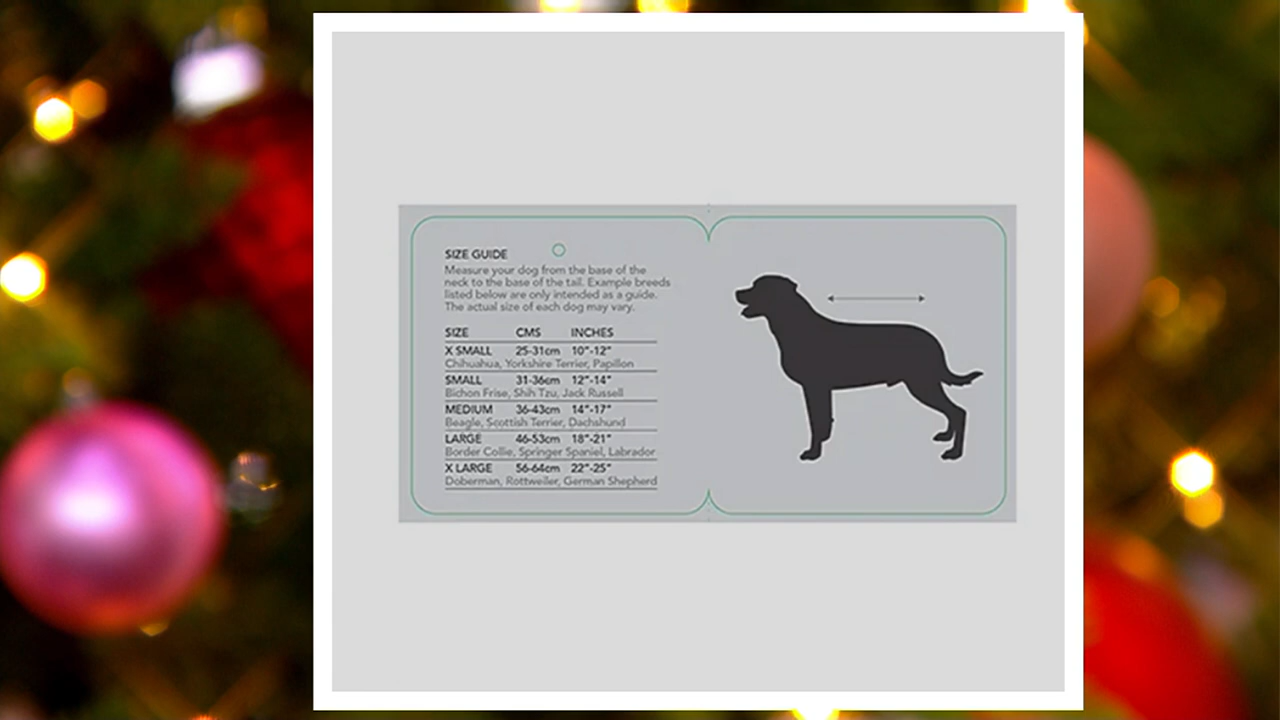 SIZE GUIDE
Measure your dog from the base of the
neck to the base of the tail. Example breeds
listed below are only intended as a guide.
The actual size of each dog may vary.
SIZE CMS INCHES
X SMALL 25-31cm 10"-12"
Chihuahua, Yorkshire Terrier, Papillon
SMALL 31-36cm 12"-14"
Bichon Frise, Shih Tzu, Jack Russell
MEDIUM 36-43cm 14"-17"
Beagle, Scottish Terrier, Dachshund
LARGE 46-53cm 18"-21"
Border Collie, Springer Spaniel, Labrador
X LARGE 56-64cm 22"-25"
Doberman, Rottweiler, German Shepherd